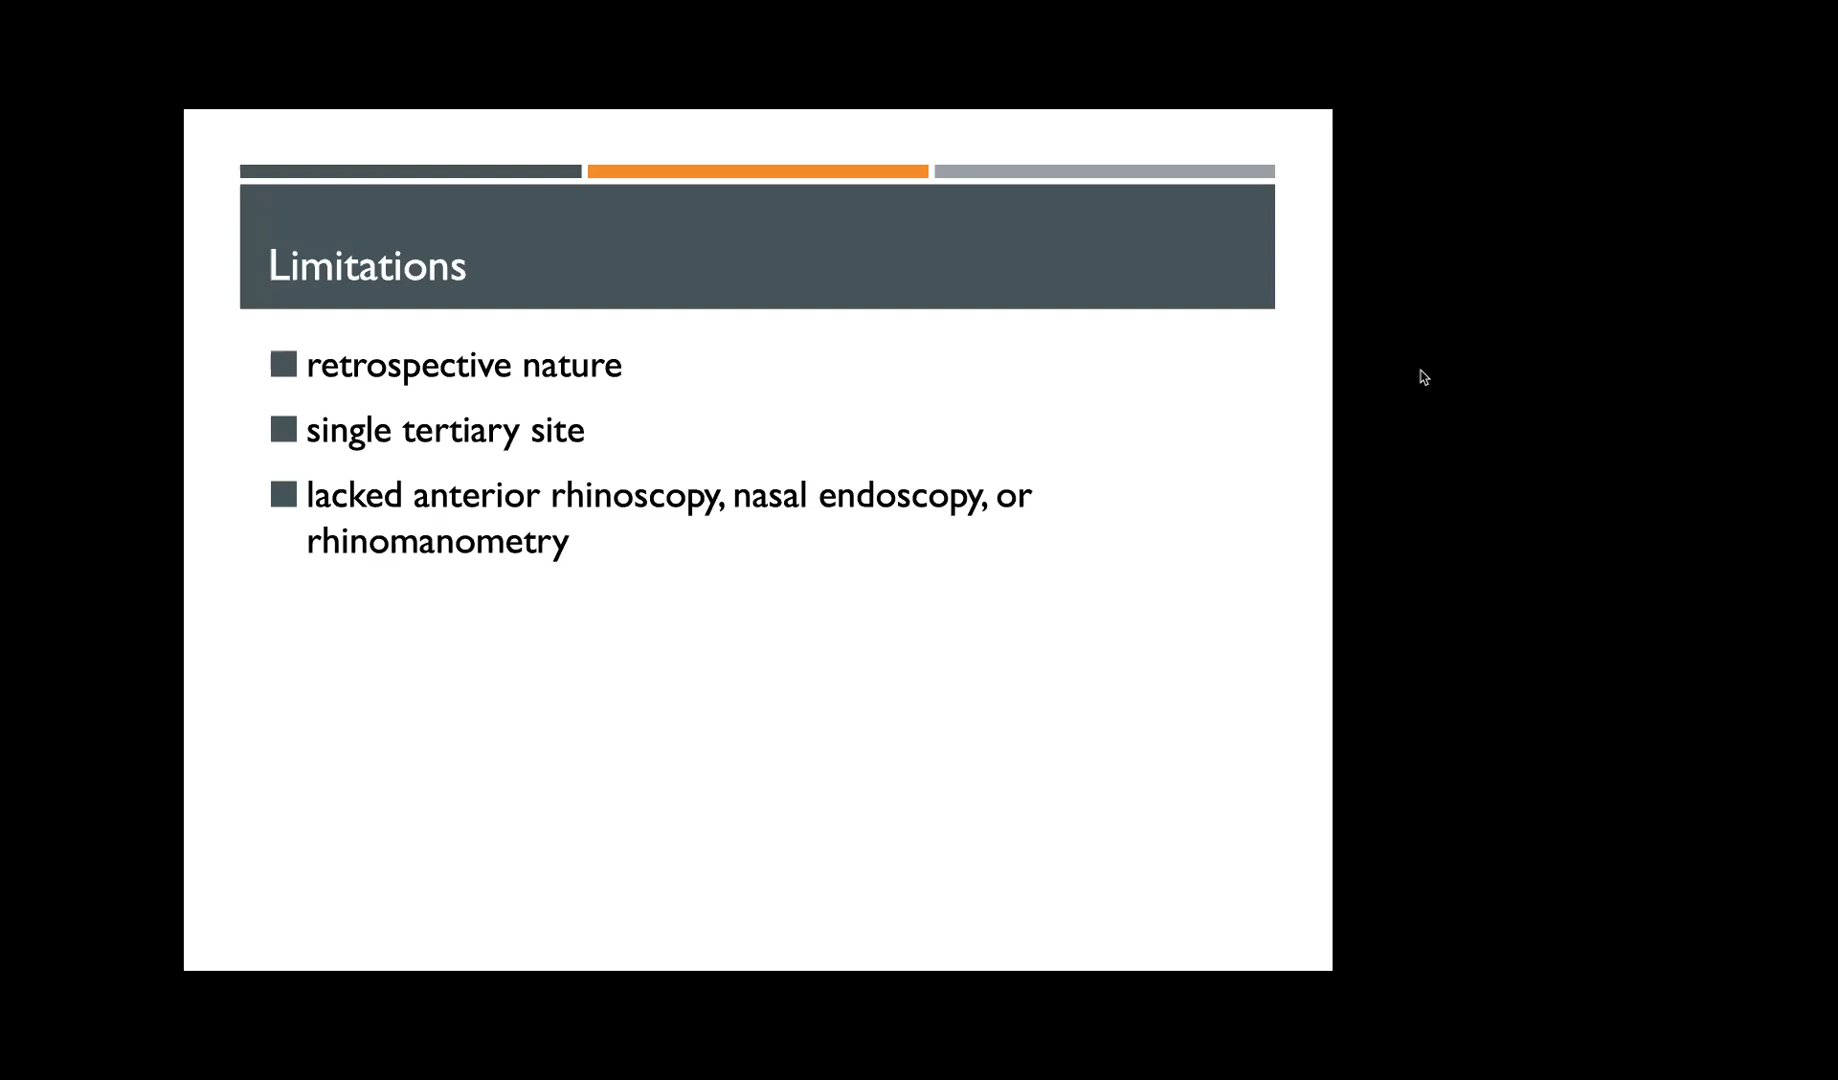 Limitations
retrospective nature
single tertiary site
lacked anterior rhinoscopy, nasal endoscopy, or
rhinomanometry